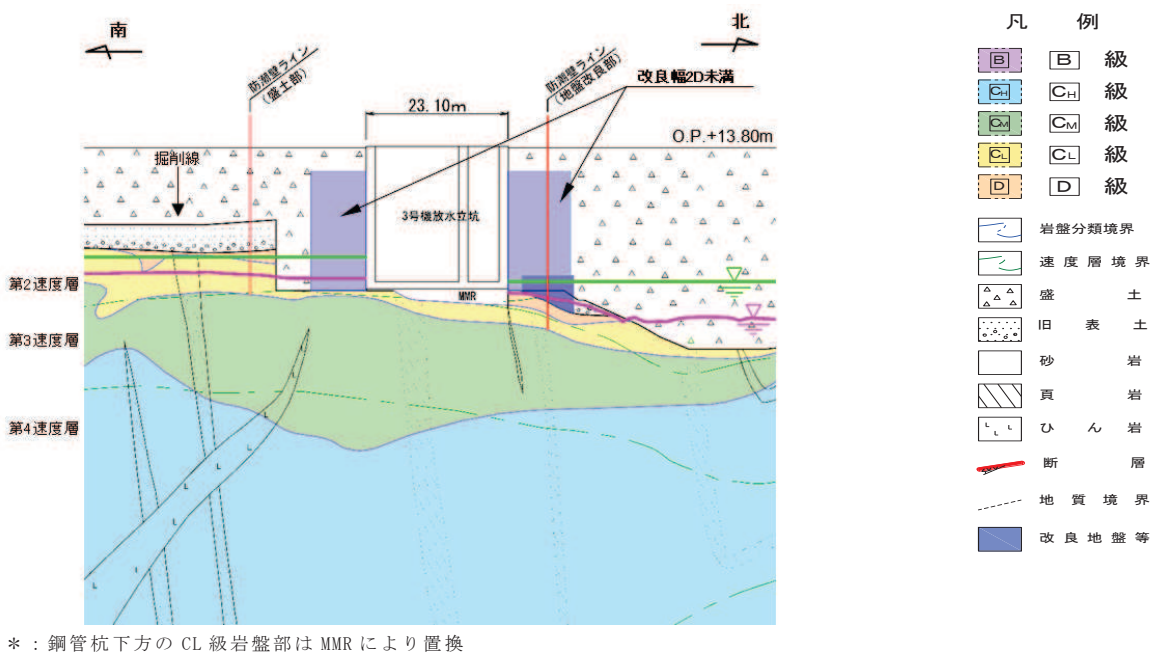 南
北
防潮壁ライン
(盛土部)
防潮壁ライン
(地盤改良部)
改良幅2D未満
23.10m
O.P.+13.80m
掘削線
3号機放水立坑
MMR
第2速度層
第3速度層
第4速度層
L
L
L
L
L
L
L
凡 例
B B 級
CH CH 級
CM CM 級
CL CL 級
D D 級
岩盤分類境界
速度層境界
盛土
旧表土
砂岩
頁岩
L L L ひん岩
断層
地質境界
改良地盤等
*:鋼管杭下方の CL 級岩盤部は MMR により置換